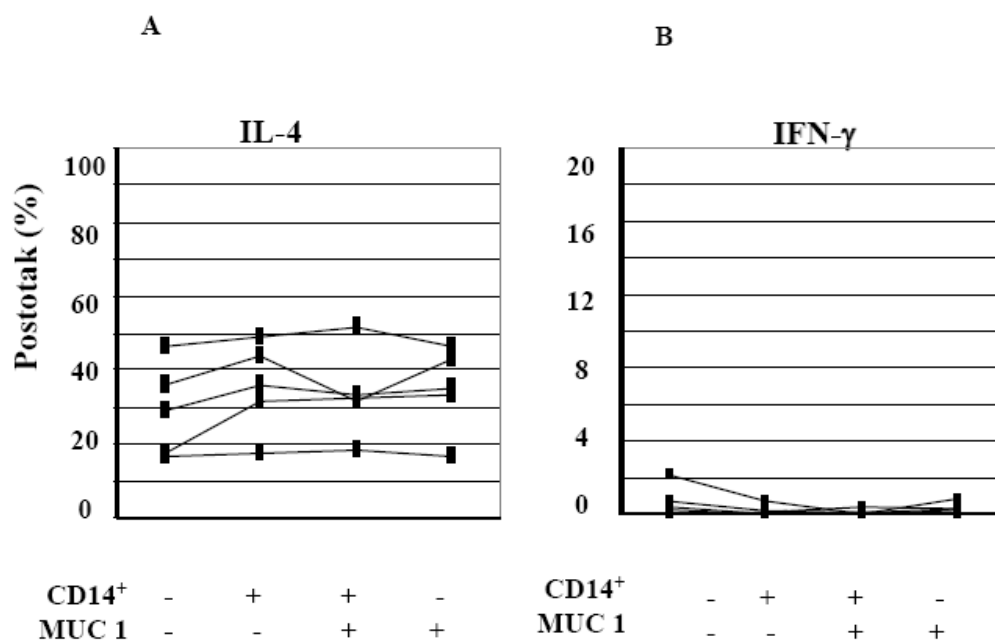 A B
IL-4 IFN-γ
Postotak (%)
100 20
80 16
60 12
40 8
20 4
0 0
CD14+ - + + - CD14+ - + + -
MUC 1 - - + + MUC 1 - - + +